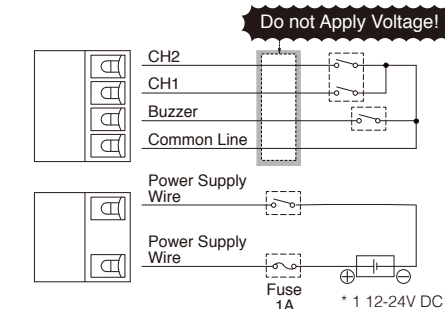 Do not Apply Voltage!
CH2
CH1
Buzzer
Common Line
Power Supply
Wire
Power Supply
Wire
Fuse
1A
* 1 12-24V DC